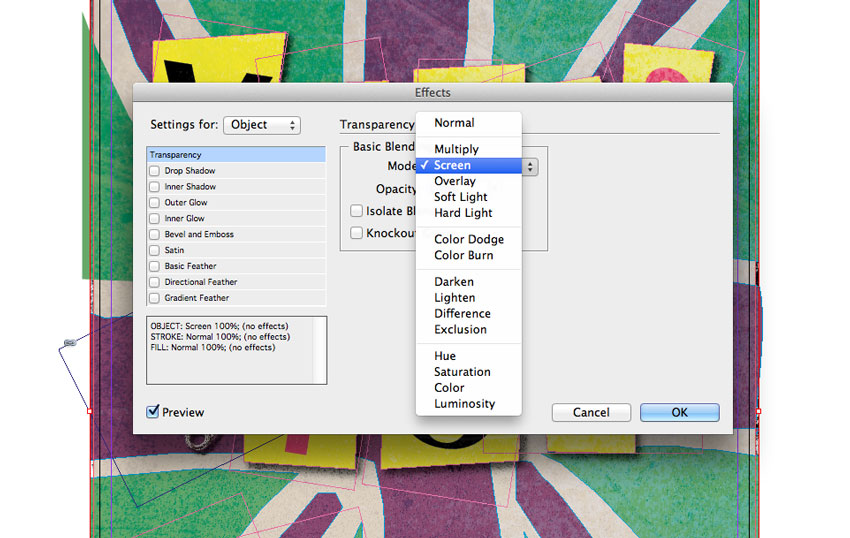 Effects
Settings for: Object
Transparency
Drop Shadow
Inner Shadow
Outer Glow
Inner Glow
Bevel and Emboss
Satin
Basic Feather
Directional Feather
Gradient Feather
OBJECT: Screen 100%; (no effects)
STROKE: Normal 100%; (no effects)
FILL: Normal 100%; (no effects)
Preview
Transparency
Basic Blend
Mode
Opacity
Isolate Bl
Knockout
Normal
Multiply
Screen
Overlay
Soft Light
Hard Light
Color Dodge
Color Burn
Darken
Lighten
Difference
Exclusion
Hue
Saturation
Color
Luminosity
Cancel OK